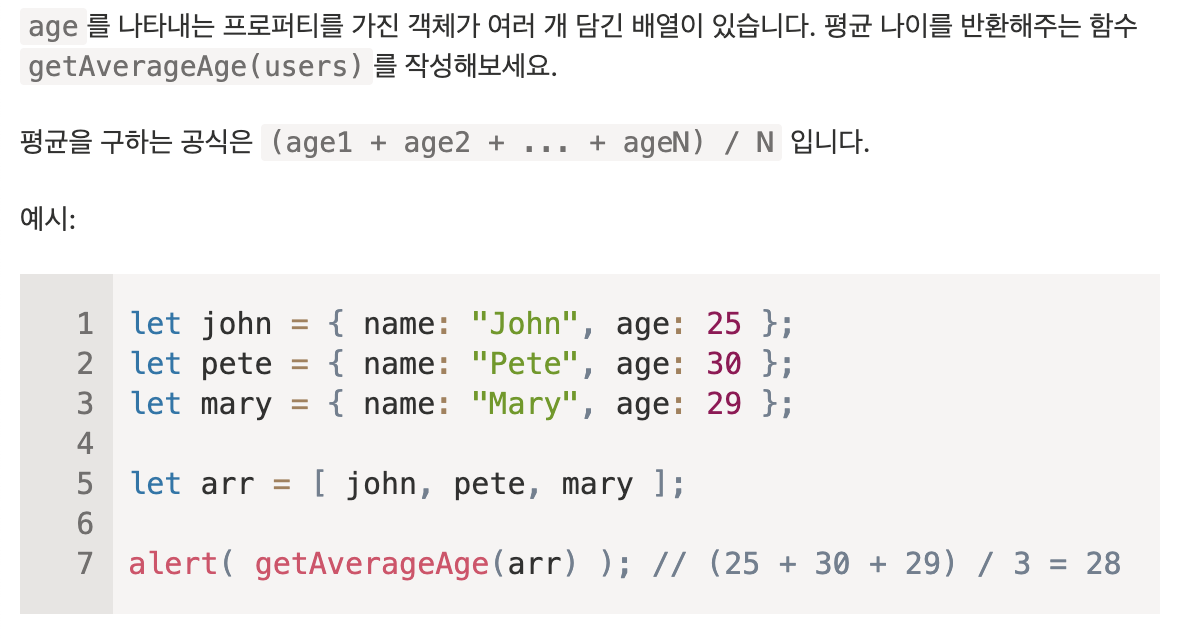 age 를 나타내는 프로퍼티를 가진 객체가 여러 개 담긴 배열이 있습니다. 평균 나이를 반환해주는 함수
getAverageAge(users) 를 작성해보세요.
평균을 구하는 공식은 (age1 + age2 + ... + ageN) / N 입니다.
예시:
1 let john = { name: "John", age: 25 };
2 let pete = { name: "Pete", age: 30 };
3 let mary = { name: "Mary", age: 29 };
4
5 let arr = [ john, pete, mary ];
6
7 alert( getAverageAge(arr) ); // (25 + 30 + 29) / 3 = 28